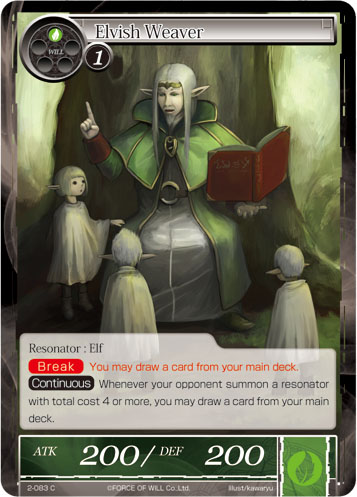 Elvish Weaver
WILL
1
Resonator : Elf
Break You may draw a card from your main deck.
Continuous Whenever your opponent summon a resonator
with total cost 4 or more, you may draw a card from your main
deck.
ATK 200/ DEF 200
2-083 C ©FORCE OF WILL Co.,Ltd. Illust/kawaryu